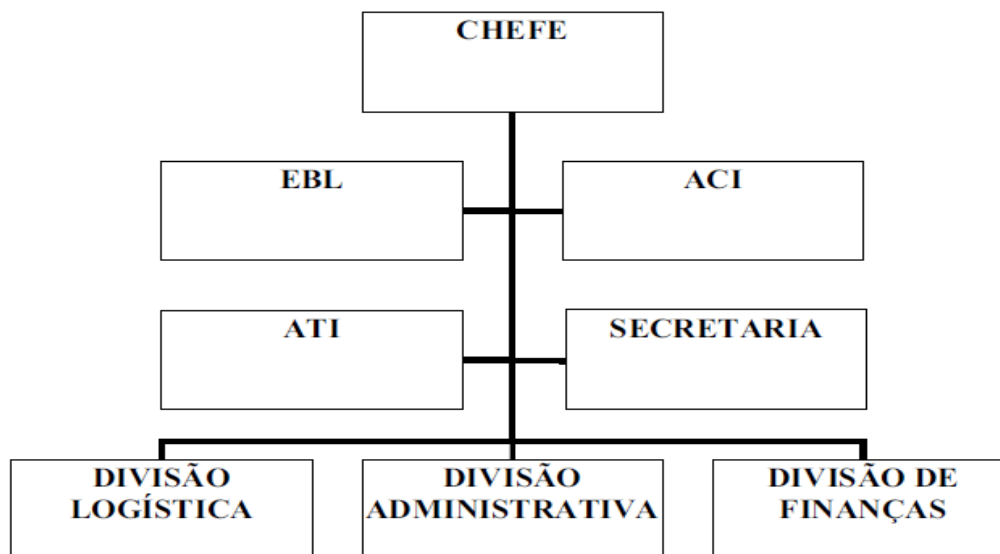 CHEFE
EBL
ACI
ATI
SECRETARIA
DIVISÃO
LOGÍSTICA
DIVISÃO
ADMINISTRATIVA
DIVISÃO DE
FINANÇAS